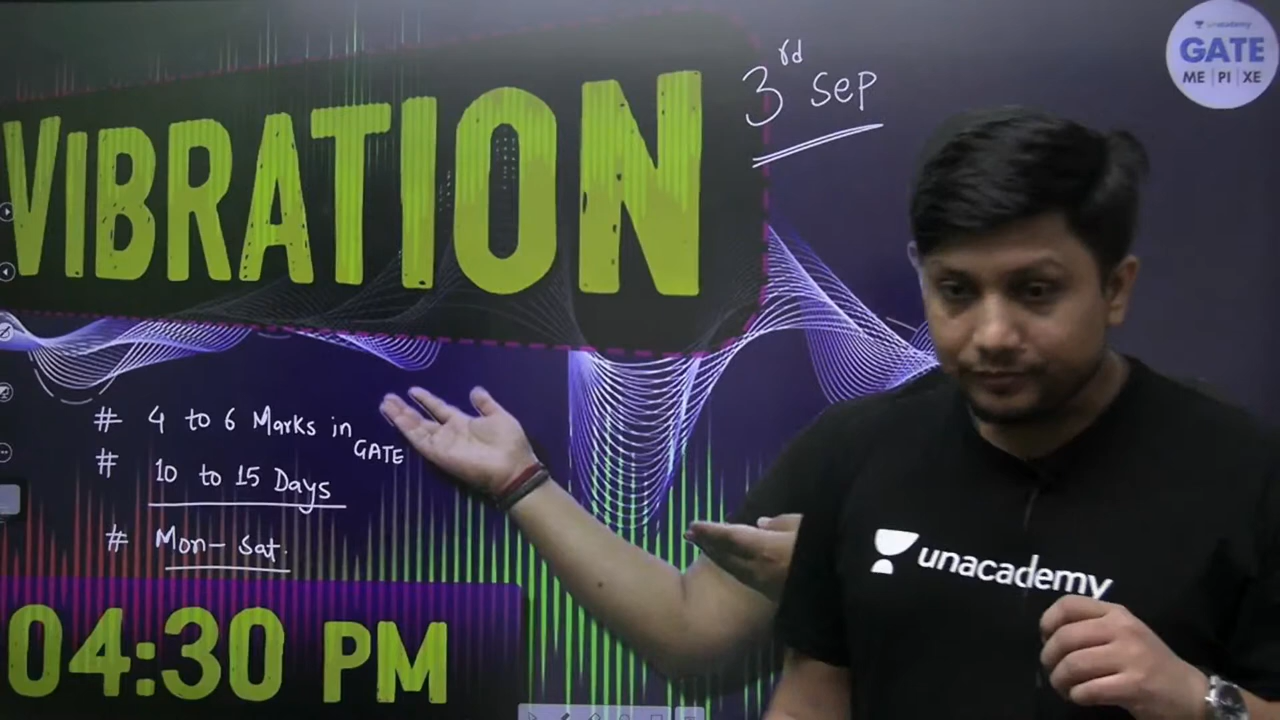 VIBRATION
3rd Sep
unacademy
GATE
ME | PI | XE
# 4 to 6 Marks in
GATE
# 10 to 15 Days
# Mon- Sat.
04:30 PM
unacademy